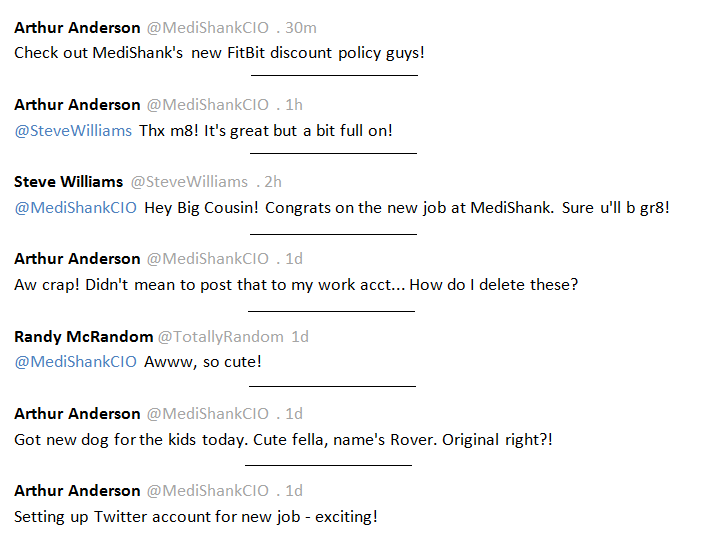 Arthur Anderson @MediShankCIO . 30m
Check out MediShank's new FitBit discount policy guys!
Arthur Anderson @MediShankCIO . 1h
@SteveWilliams Thx m8! It's great but a bit full on!
Steve Williams @SteveWilliams . 2h
@MediShankCIO Hey Big Cousin! Congrats on the new job at MediShank. Sure u'll b gr8!
Arthur Anderson @MediShankCIO . 1d
Aw crap! Didn't mean to post that to my work acct... How do I delete these?
Randy McRandom @TotallyRandom 1d
@MediShankCIO Awww, so cute!
Arthur Anderson @MediShankCIO . 1d
Got new dog for the kids today. Cute fella, name's Rover. Original right?!
Arthur Anderson @MediShankCIO . 1d
Setting up Twitter account for new job - exciting!